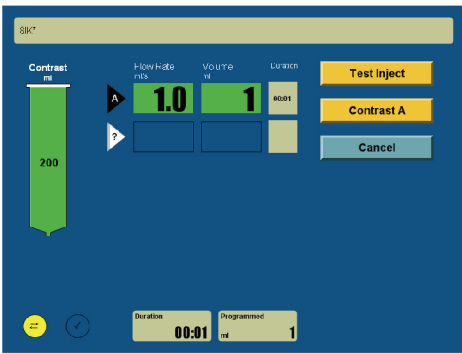 Contrast
ml
200
Flow Rate
ml/s
Volume
ml
Duration
A
1.0
1
00:01
?
Test Inject
Contrast A
Cancel
Duration
00:01
Programmed
ml
1